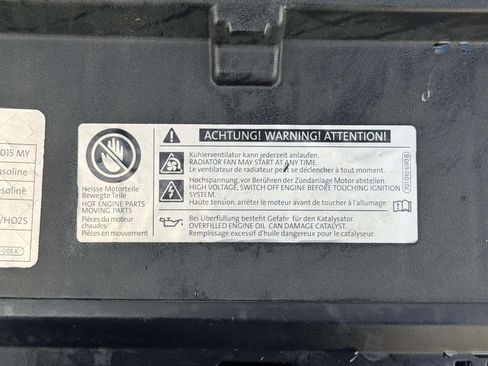 015 MY
asoline
soline
/HO2S
005 K
Heisse Motorteile
Bewegte Teile
HOT ENGINE PARTS
MOVING PARTS
Pièces du moteur
chaudes
Pièces en mouvement
ACHTUNG! WARNING! ATTENTION!
Kühlerventilator kann jederzeit anlaufen.
RADIATOR FAN MAY START AT ANY TIME.
Le ventilateur de radiateur peut se déclencher à tout moment.
Hochspannung, vor Berühren der Zündanlage Motor abstellen.
HIGH VOLTAGE, SWITCH OFF ENGINE BEFORE TOUCHING IGNITION
SYSTEM.
Haute tension, arrêter le moteur avant de toucher à l'allumage.
Bei Überfüllung besteht Gefahr für den Katalysator.
OVERFILLED ENGINE OIL CAN DAMAGE CATALYST.
Remplissage excessif d'huile dangereux pour le catalyseur.